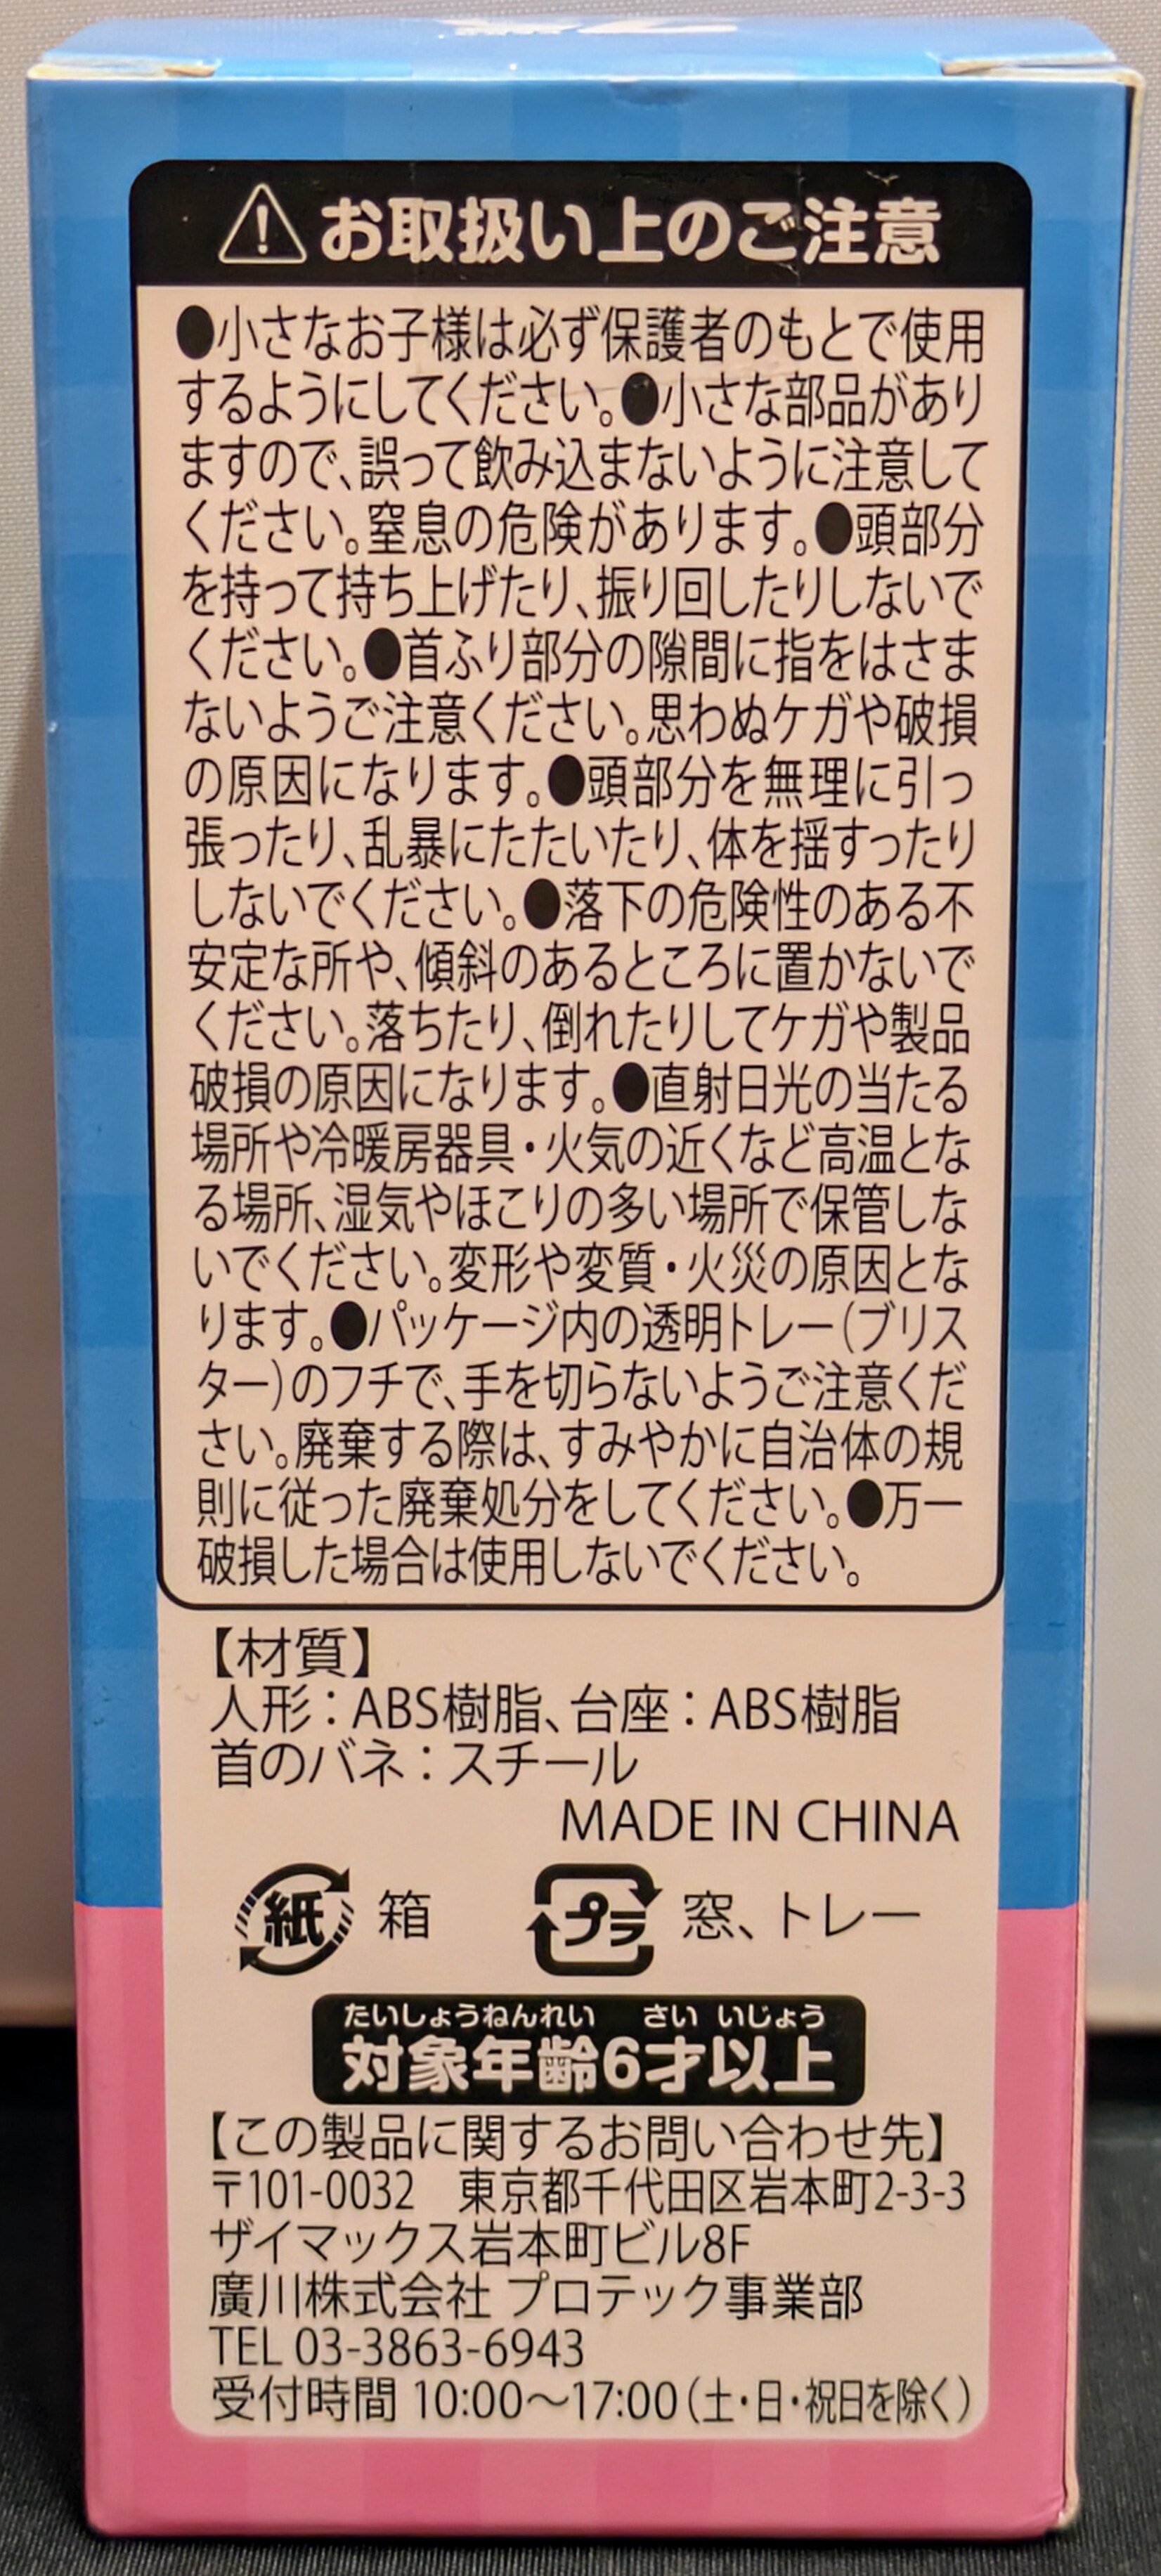 お取扱い上のご注意
●小さなお子様は必ず保護者のもとで使用
するようにしてください。●小さな部品があり
ますので、誤って飲み込まないように注意して
ください。窒息の危険があります。●頭部分
を持って持ち上げたり、振り回したりしないで
ください。●首ふり部分の隙間に指をはさま
ないようご注意ください。思わぬケガや破損
の原因になります。●頭部分を無理に引っ
張ったり、乱暴にたたいたり、体を揺すったり
しないでください。●落下の危険性のある不
安定な所や、傾斜のあるところに置かないで
ください。落ちたり、倒れたりしてケガや製品
破損の原因になります。●直射日光の当たる
場所や冷暖房器具・火気の近くなど高温とな
る場所、湿気やほこりの多い場所で保管しな
いでください。変形や変質・火災の原因とな
ります。●パッケージ内の透明トレー(ブリス
ター)のフチで、手を切らないようご注意くだ
さい。廃棄する際は、すみやかに自治体の規
則に従った廃棄処分をしてください。●万一
破損した場合は使用しないでください。
【材質】
人形：ABS樹脂、台座：ABS樹脂
首のバネ：スチール
MADE IN CHINA
紙 箱 プラ 窓、トレー
たいしょうねんれい さい いじょう
対象年齢6才以上
【この製品に関するお問い合わせ先】
〒101-0032 東京都千代田区岩本町2-3-3
ザイマックス岩本町ビル8F
廣川株式会社 プロテック事業部
TEL 03-3863-6943
受付時間 10:00～17:00(土・日・祝日を除く)